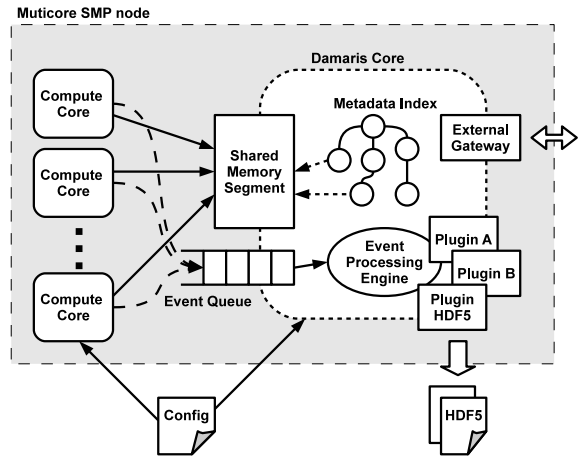 Muticore SMP node
Damaris Core
Compute
Core
Metadata Index
External
Gateway
Shared
Memory
Segment
Compute
Core
Plugin A
Event
Processing
Engine
Plugin B
Compute
Core
Event Queue
Plugin
HDF5
Config
HDF5